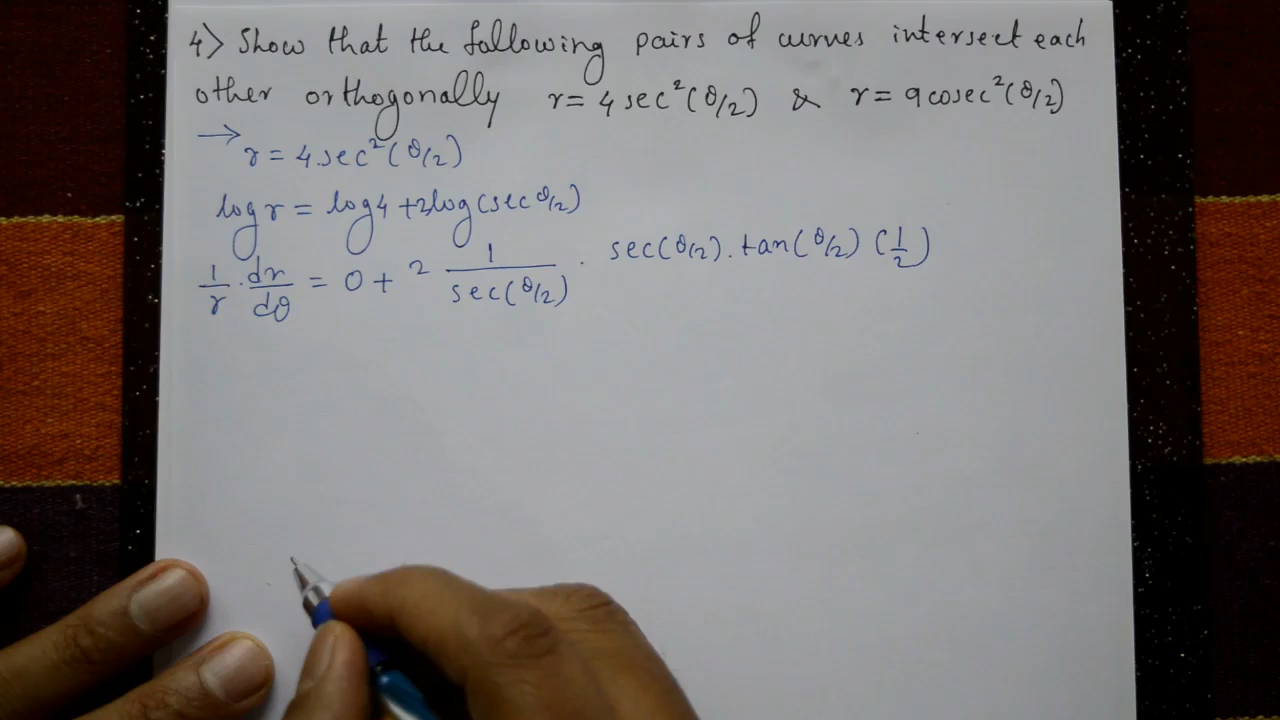 4> Show that the following pairs of curves intersect each
other orthogonally r = 4 sec²(θ/2) & r = 9 cosec²(θ/2)
→ r = 4.sec²(θ/2)
log r = log 4 + 2log(sec θ/2)
1/r . dr/dθ = 0 + 2 1/sec(θ/2) . sec(θ/2) . tan(θ/2) (1/2)